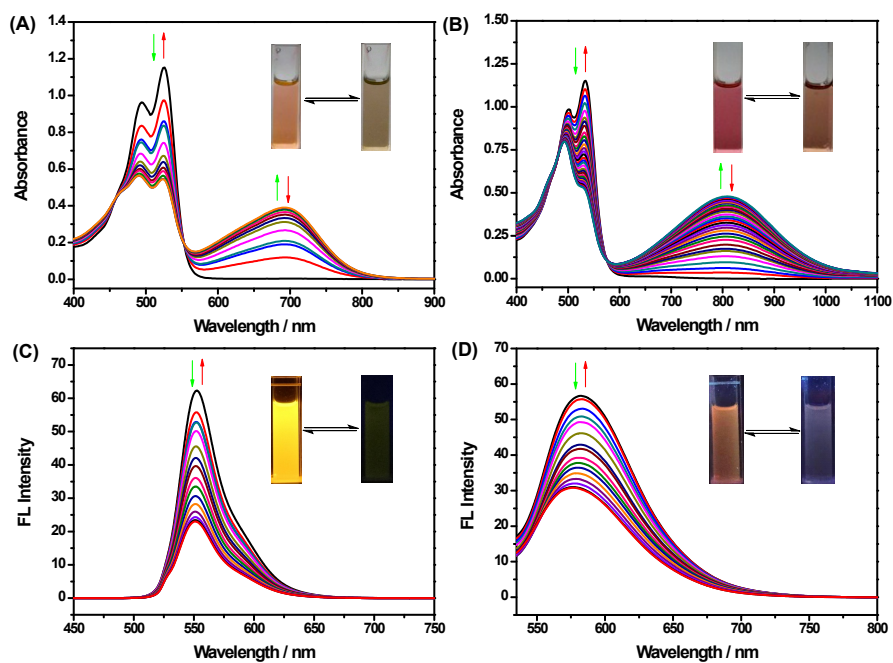 (A)
1.4
1.2
1.0
0.8
0.6
0.4
0.2
0.0
Absorbance
400 500 600 700 800 900
Wavelength / nm
(B)
1.50
1.25
1.00
0.75
0.50
0.25
0.00
Absorbance
400 500 600 700 800 900 1000 1100
Wavelength / nm
(C)
70
60
50
40
30
20
10
0
FL Intensity
450 500 550 600 650 700 750
Wavelength / nm
(D)
70
60
50
40
30
20
10
0
FL Intensity
550 600 650 700 750 800
Wavelength / nm